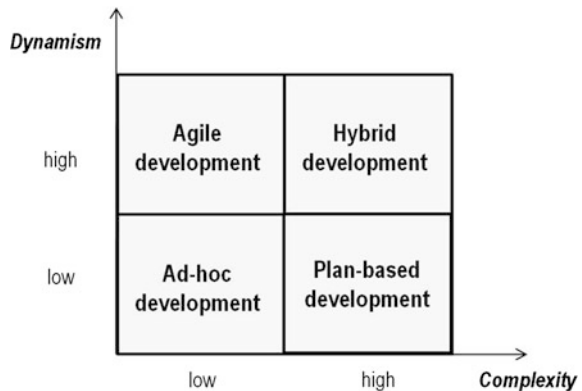 Dynamism
high
Agile
development
Hybrid
development
low
Ad-hoc
development
Plan-based
development
low
high
Complexity